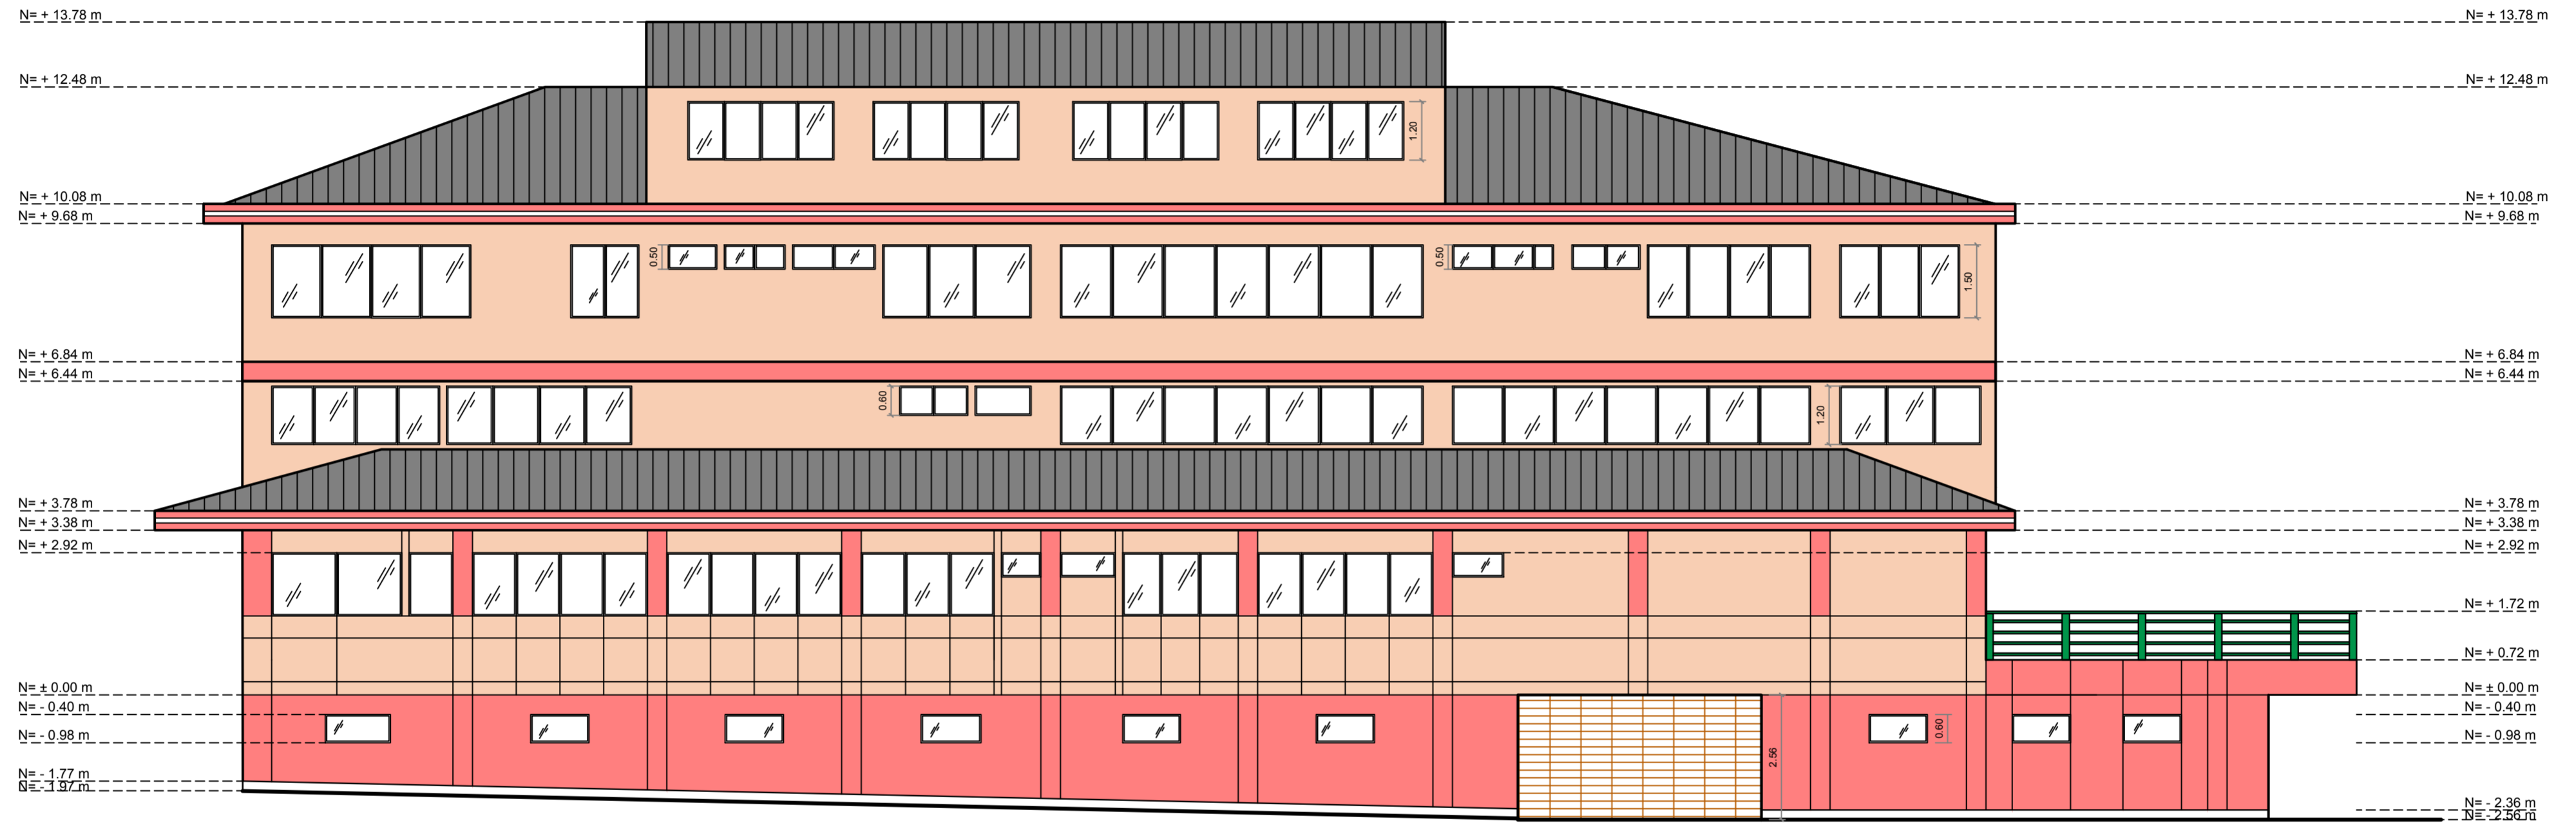 N= + 13.78 m
N= + 13.78 m
N= + 12.48 m
N= + 12.48 m
1.20
N= + 10.08 m
N= + 10.08 m
N= + 9.68 m
N= + 9.68 m
0.50
0.50
1.50
N= + 6.84 m
N= + 6.84 m
N= + 6.44 m
N= + 6.44 m
0.60
1.20
N= + 3.78 m
N= + 3.78 m
N= + 3.38 m
N= + 3.38 m
N= + 2.92 m
N= + 2.92 m
N= + 1.72 m
N= + 0.72 m
N= ± 0.00 m
N= ± 0.00 m
N= - 0.40 m
N= - 0.40 m
0.60
N= - 0.98 m
N= - 0.98 m
2.56
N= - 1.77 m
N= - 1.97 m
N= - 2.36 m
N= - 2.56 m